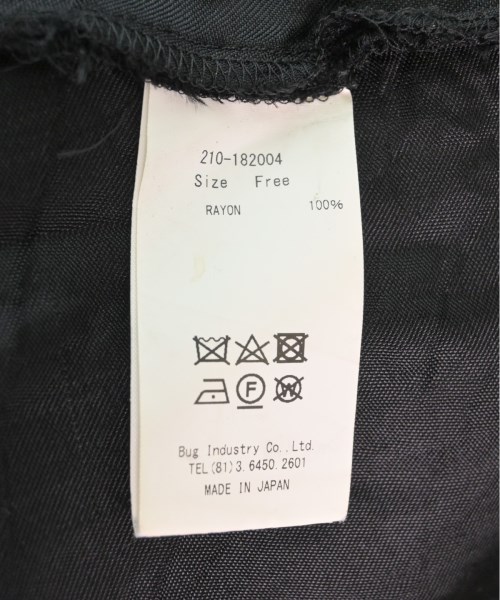 210-182004
Size Free
RAYON 100%
F W
Bug Industry Co.,Ltd.
TEL(81)3.6450.2601
MADE IN JAPAN